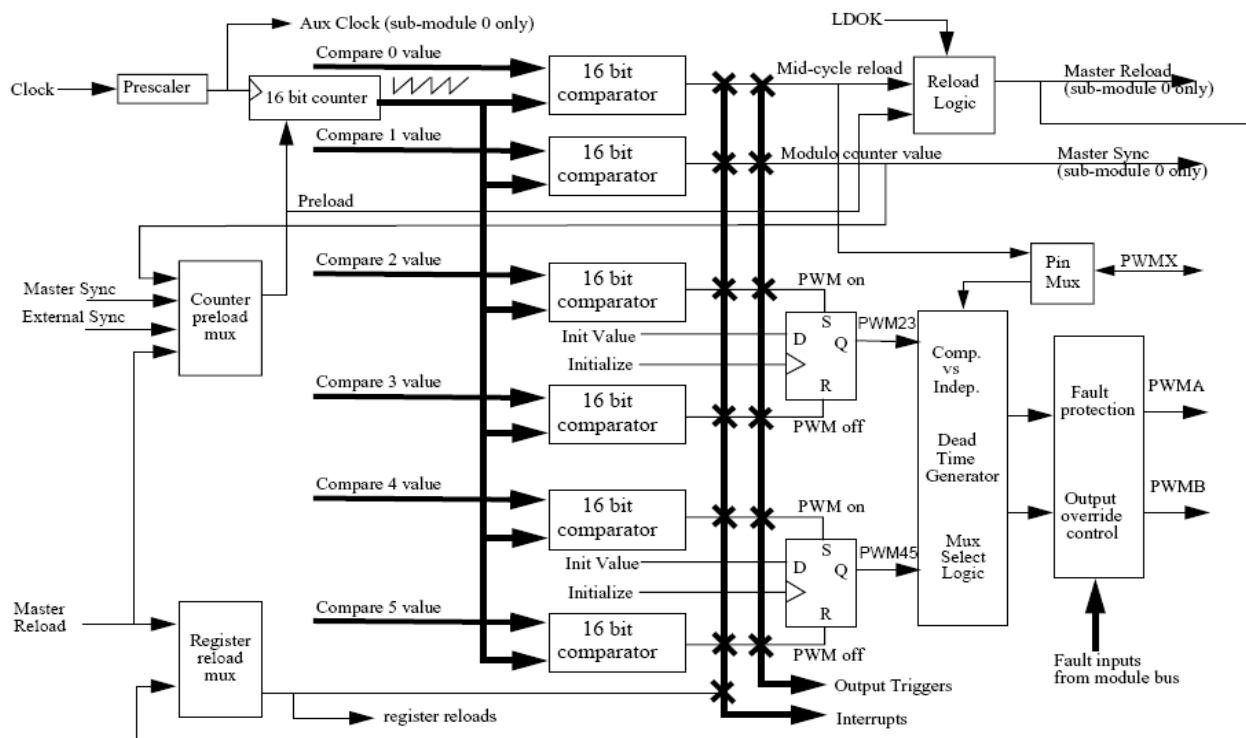 Aux Clock (sub-module 0 only)
LDOK
Compare 0 value
Clock
Prescaler
16 bit counter
16 bit
comparator
Mid-cycle reload
Reload
Logic
Master Reload
(sub-module 0 only)
Compare 1 value
16 bit
comparator
Modulo counter value
Master Sync
(sub-module 0 only)
Preload
Compare 2 value
16 bit
comparator
PWM on
Pin
Mux
PWMX
Master Sync
External Sync
Counter
preload
mux
Init Value
Initialize
S
D
Q
R
PWM23
Comp.
vs
Indep.
Dead
Time
Generator
Mux Select
Logic
Fault
protection
Output
override
control
PWMA
PWMB
Compare 3 value
16 bit
comparator
PWM off
Compare 4 value
16 bit
comparator
PWM on
Init Value
Initialize
S
D
Q
R
PWM45
Master
Reload
Register
reload
mux
Compare 5 value
16 bit
comparator
PWM off
Fault inputs
from module bus
Output Triggers
register reloads
Interrupts